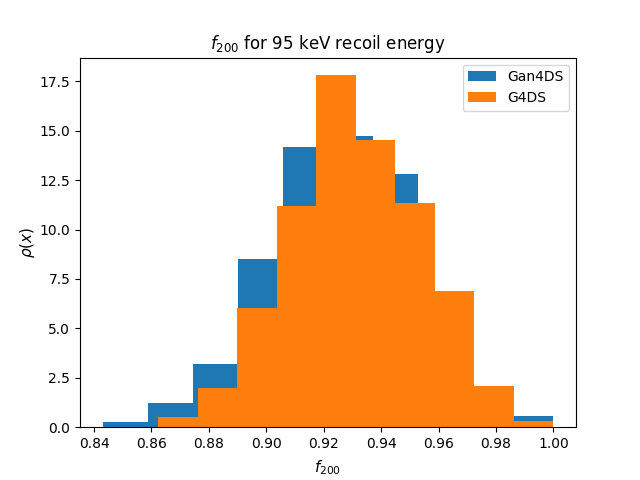 f₂₀₀ for 95 keV recoil energy
Gan4DS
G4DS
17.5
15.0
12.5
10.0
7.5
5.0
2.5
0.0
ρ(x)
0.84 0.86 0.88 0.90 0.92 0.94 0.96 0.98 1.00
f₂₀₀